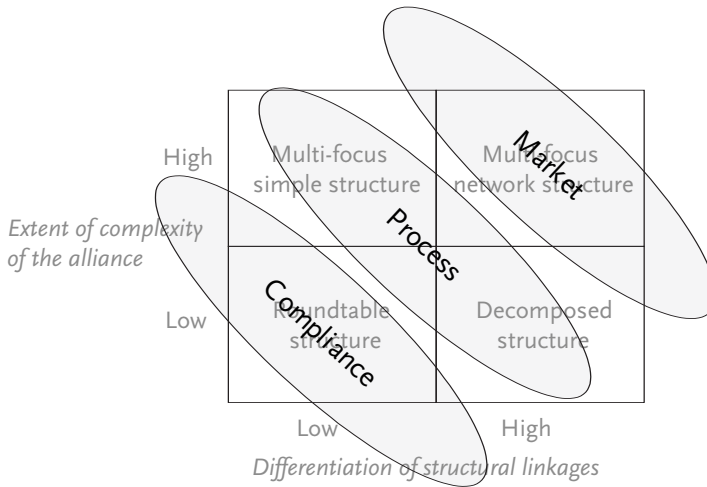 Market
High
Multi-focus
simple structure
Multi-focus
network structure
Process
Extent of complexity
of the alliance
Compliance
Low
Roundtable
structure
Decomposed
structure
Low
High
Differentiation of structural linkages